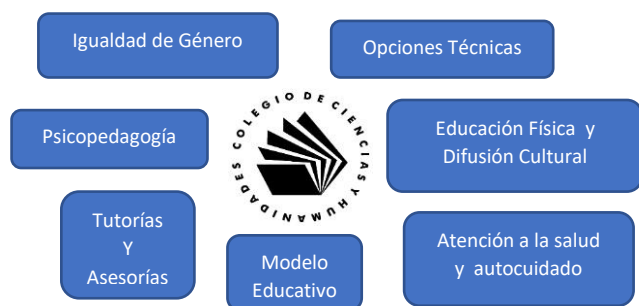 Igualdad de Género
Opciones Técnicas
Psicopedagogía
COLEGIO DE CIENCIAS Y HUMANIDADES
Educación Física y
Difusión Cultural
Tutorías
Y
Asesorías
Modelo
Educativo
Atención a la salud
y autocuidado